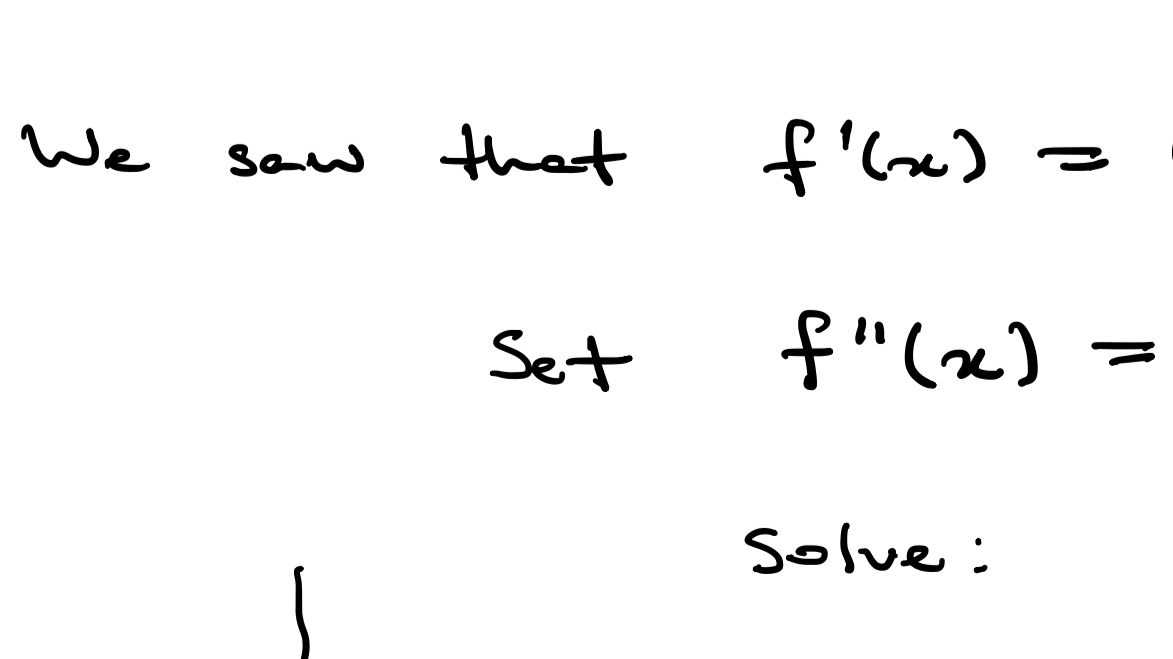 We saw that f'(x) =
Set f"(x) =
Solve: